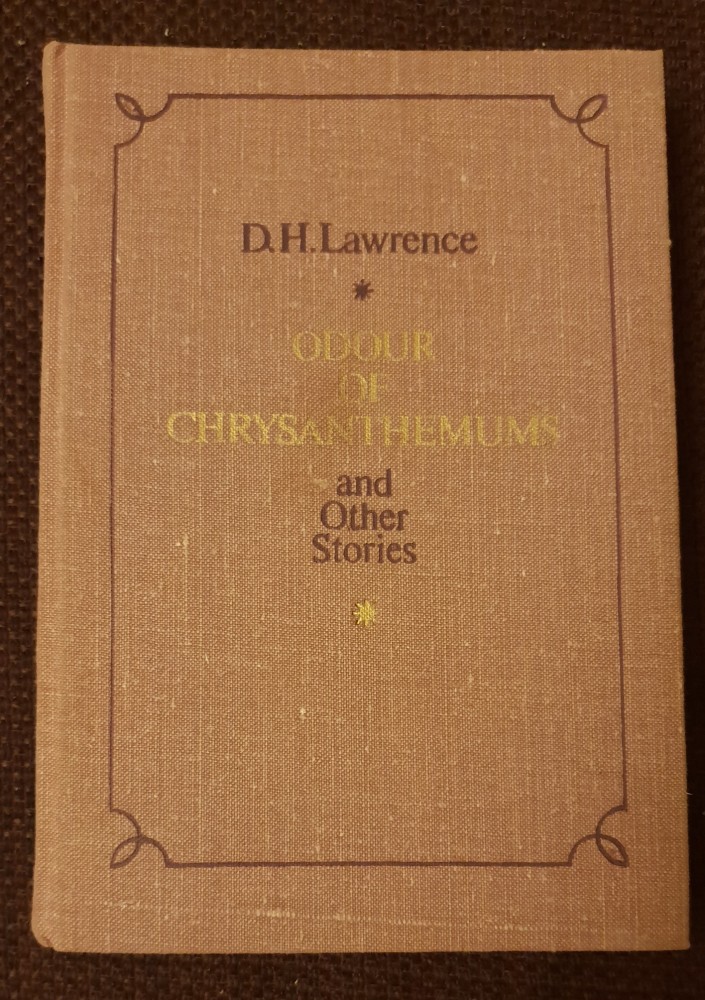 D.H.Lawrence
ODOUR
OF
CHRYSANTHEMUMS
and
Other
Stories